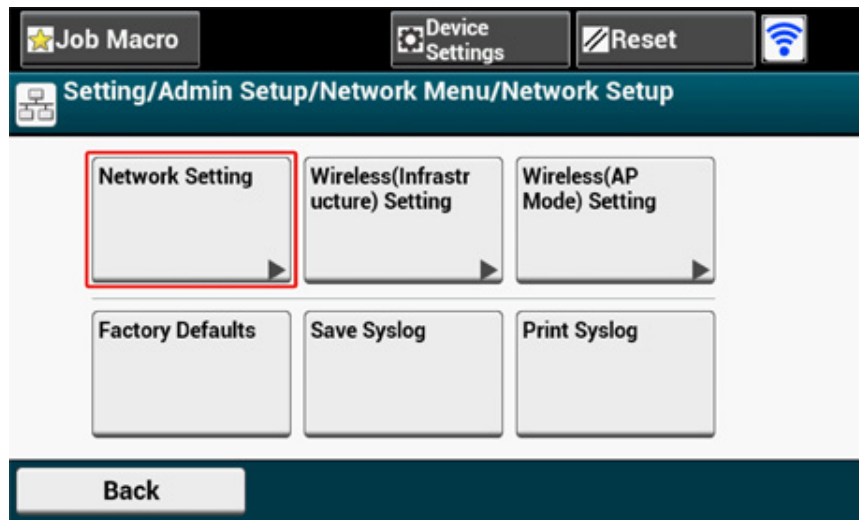 Job Macro
Device
Settings
Reset
Setting/Admin Setup/Network Menu/Network Setup
Network Setting
Wireless(Infrastr
ucture) Setting
Wireless(AP
Mode) Setting
Factory Defaults
Save Syslog
Print Syslog
Back